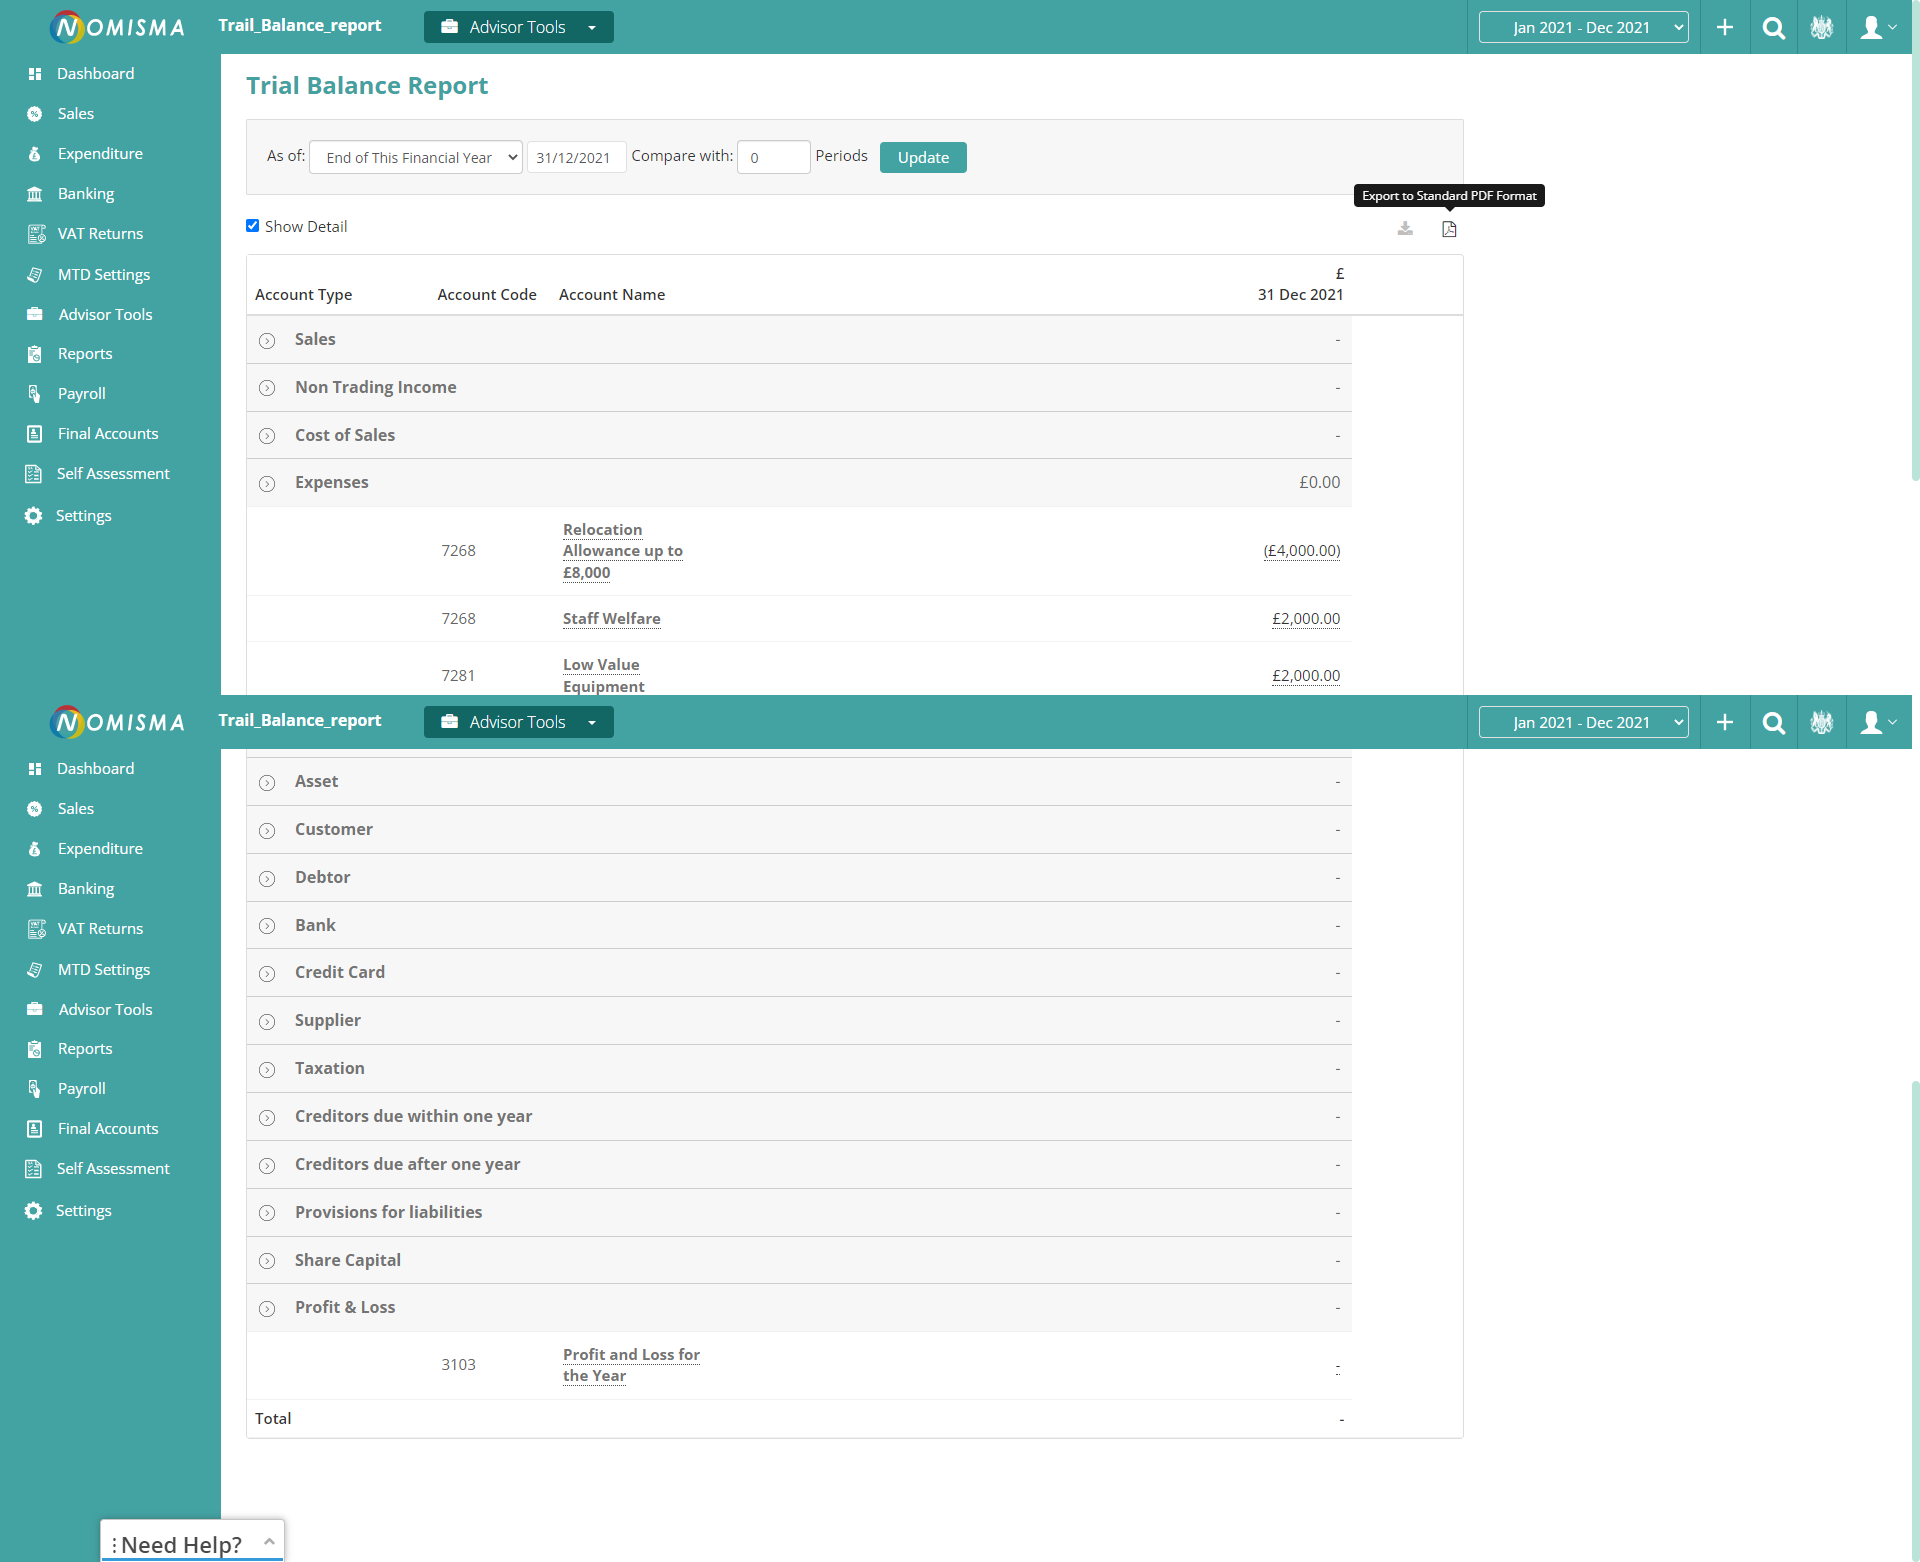 NOMISMA Trail_Balance_report Advisor Tools Jan 2021 - Dec 2021
Dashboard
Sales
Expenditure
Banking
VAT Returns
MTD Settings
Advisor Tools
Reports
Payroll
Final Accounts
Self Assessment
Settings
Trial Balance Report
As of: End of This Financial Year 31/12/2021 Compare with: 0 Periods Update
Export to Standard PDF Format
Show Detail
£
Account Type Account Code Account Name 31 Dec 2021
Sales -
Non Trading Income -
Cost of Sales -
Expenses £0.00
Relocation
7268 Allowance up to (£4,000.00)
£8,000
7268 Staff Welfare £2,000.00
Low Value
7281 £2,000.00
Equipment
NOMISMA Trail_Balance_report Advisor Tools Jan 2021 - Dec 2021
Dashboard
Sales
Expenditure
Banking
VAT Returns
MTD Settings
Advisor Tools
Reports
Payroll
Final Accounts
Self Assessment
Settings
Asset -
Customer -
Debtor -
Bank -
Credit Card -
Supplier -
Taxation -
Creditors due within one year -
Creditors due after one year -
Provisions for liabilities -
Share Capital -
Profit & Loss -
Profit and Loss for
3103 -
the Year
Total -
Need Help?